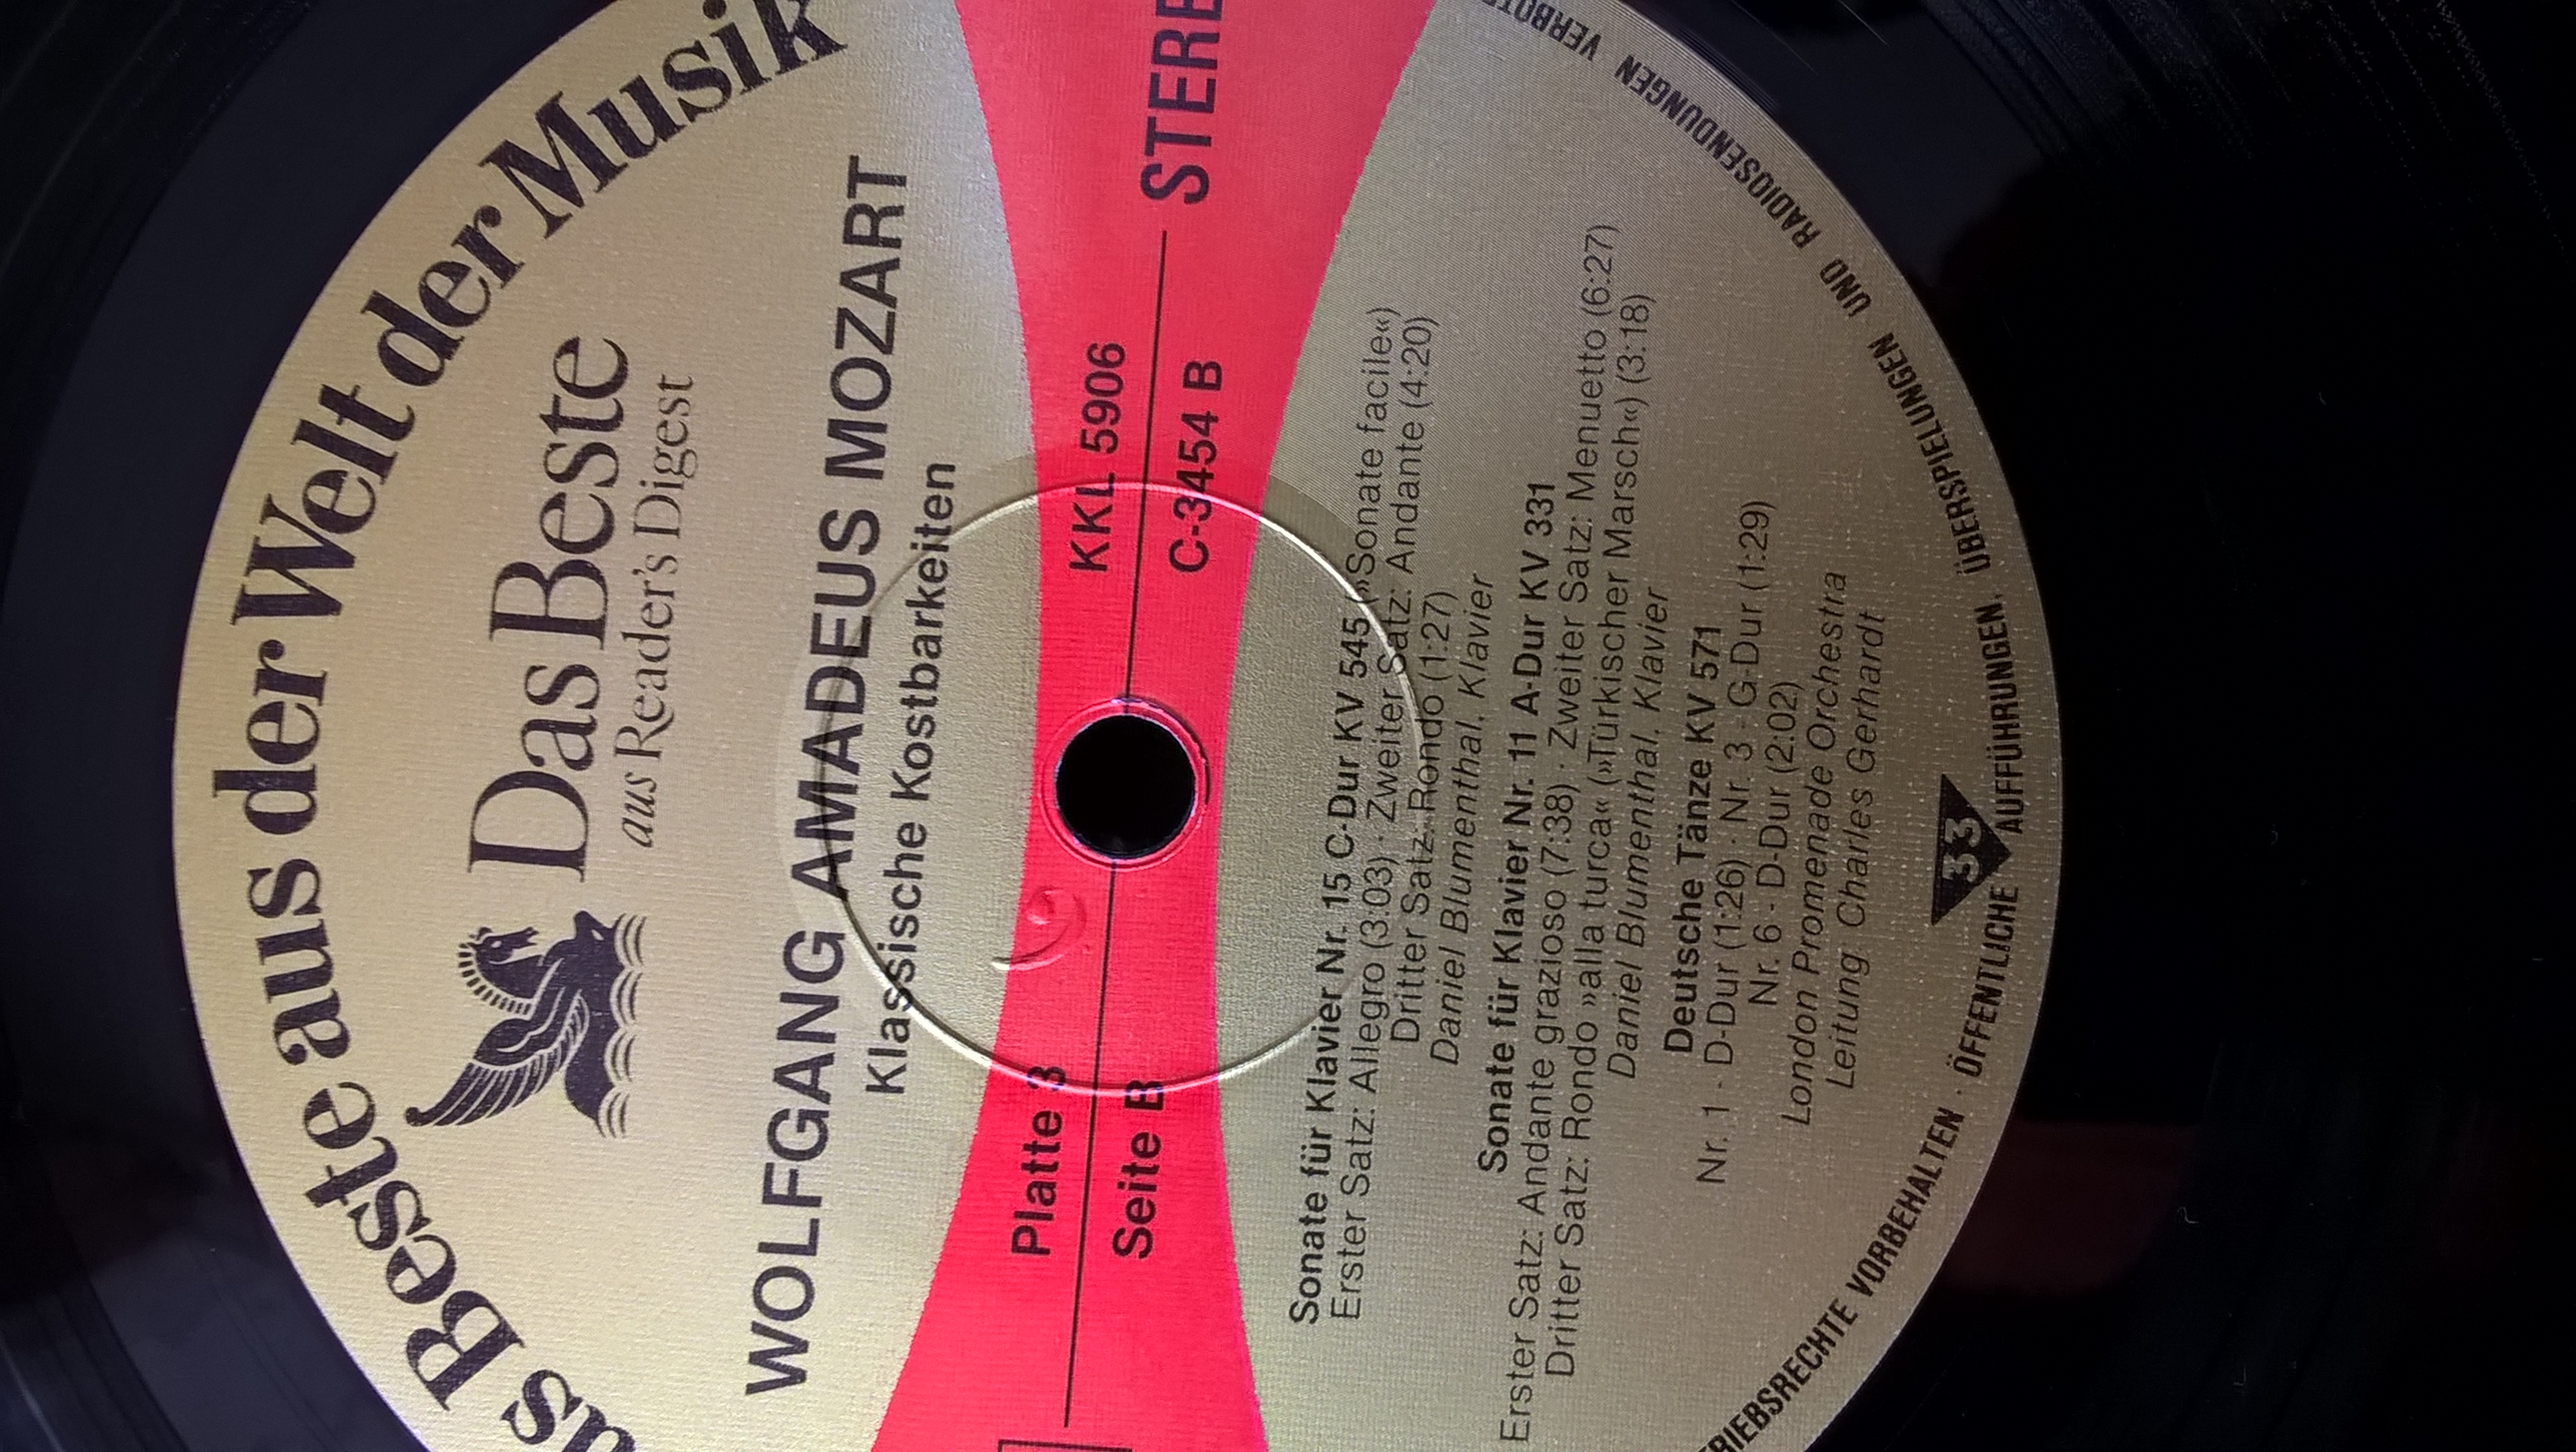 as Beste aus der Welt der Musik
Das Beste
aus Reader's Digest
WOLFGANG AMADEUS MOZART
Klassische Kostbarkeiten
Platte 3
Seite B
KKL 5906
C-3454 B
STERE
Sonate für Klavier Nr. 15 C-Dur KV 545 (»Sonate facile«)
Erster Satz: Allegro (3:03) · Zweiter Satz: Andante (4:20)
Dritter Satz: Rondo (1:27)
Daniel Blumenthal, Klavier
Sonate für Klavier Nr. 11 A-Dur KV 331
Erster Satz: Andante grazioso (7:38) · Zweiter Satz: Menuetto (6:27)
Dritter Satz: Rondo »alla turca« (»Türkischer Marsch«) (3:18)
Daniel Blumenthal, Klavier
Deutsche Tänze KV 571
Nr. 1 - D-Dur (1:26) · Nr. 3 - G-Dur (1:29)
Nr. 6 - D-Dur (2:02)
London Promenade Orchestra
Leitung: Charles Gerhardt
33
RIEBSRECHTE VORBEHALTEN · ÖFFENTLICHE AUFFÜHRUNGEN, ÜBERSPIELUNGEN UND RADIOSENDUNGEN VERBOTE